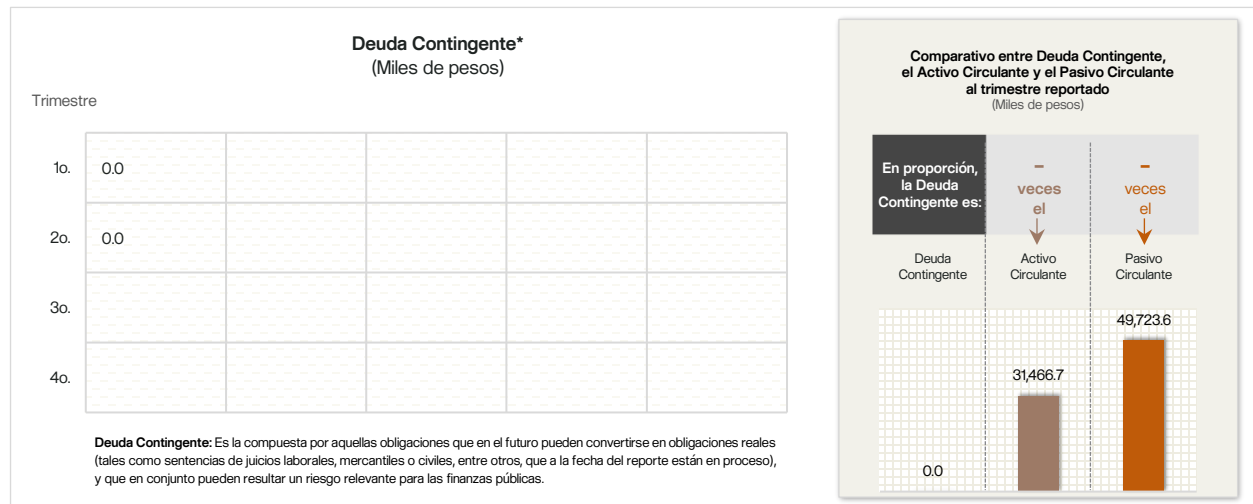 Deuda Contingente*
(Miles de pesos)
Trimestre
1o.
0.0
2o.
0.0
3o.
4o.
Deuda Contingente: Es la compuesta por aquellas obligaciones que en el futuro pueden convertirse en obligaciones reales
(tales como sentencias de juicios laborales, mercantiles o civiles, entre otros, que a la fecha del reporte están en proceso),
y que en conjunto pueden resultar un riesgo relevante para las finanzas públicas.
Comparativo entre Deuda Contingente,
el Activo Circulante y el Pasivo Circulante
al trimestre reportado
(Miles de pesos)
En proporción,
la Deuda
Contingente es:
–
veces
el
–
veces
el
Deuda
Contingente
Activo
Circulante
Pasivo
Circulante
49,723.6
31,466.7
0.0